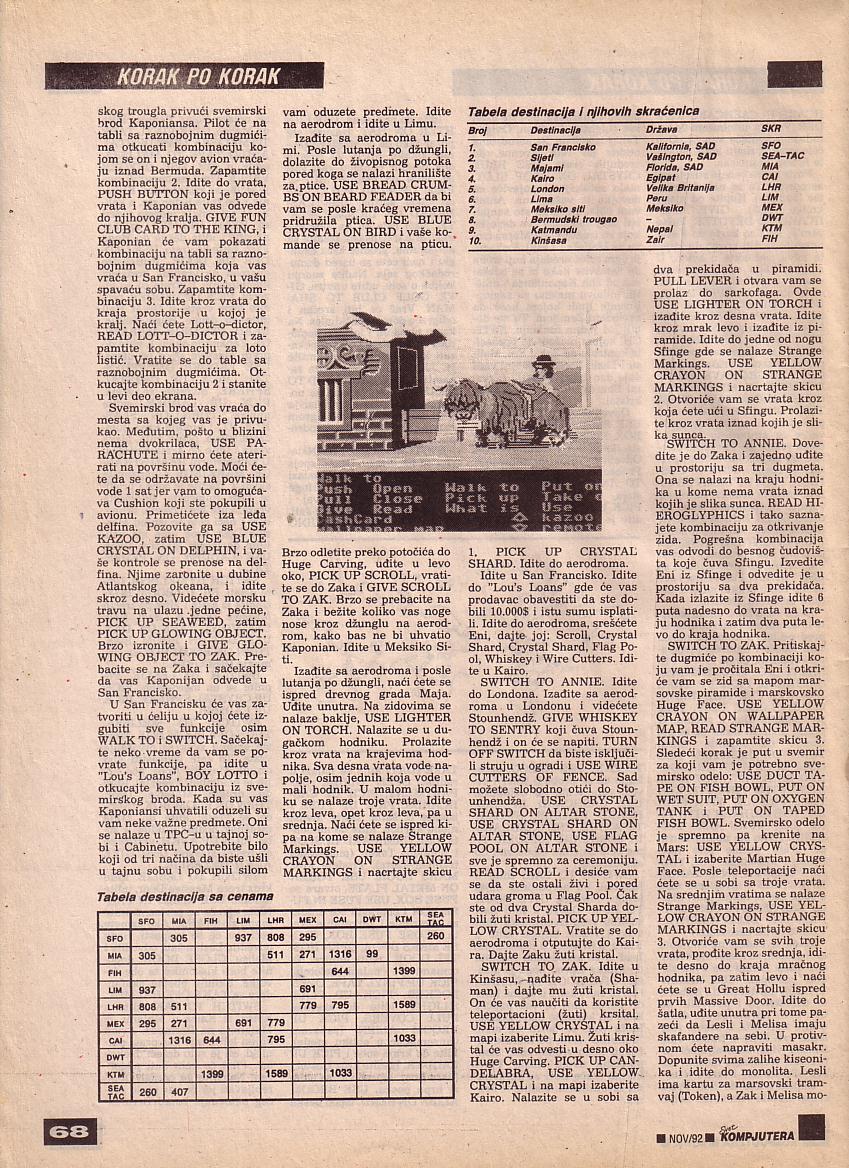 KORAK PO KORAK
skog trougla privući svemirski
brod Kaponiansa. Pilot će na
tabli sa raznobojnim dugmići-
ma otkucati kombinaciju ko-
jom se on i njegov avion vraća-
ju iznad Bermuda. Zapamtite
kombinaciju 2. Idite do vrata,
PUSH BUTTON koji je pored
vrata i Kaponian vas odvede
do njihovog kralja. GIVE FUN
CLUB CARD TO THE KING, i
Kaponian će vam pokazati
kombinaciju na tabli sa razno-
bojnim dugmićima koja vas
vraća u San Francisko, u vašu
spavaću sobu. Zapamtite kom-
binaciju 3. Idite kroz vrata do
kraja prostorije u kojoj je
kralj. Naći ćete Lott-o-dictor,
READ LOTT-O-DICTOR i za-
pamtite kombinaciju za loto
listić. Vratite se do table sa
raznobojnim dugmićima. Ot-
kucajte kombinaciju 2 i stanite
u levi deo ekrana.
Svemirski brod vas vraća do
mesta sa kojeg vas je privu-
kao. Međutim, pošto u blizini
nema dvokrilaca, USE PA-
RACHUTE i mirno ćete ateri-
rati na površinu vode. Moći će-
te da se održavate na površini
vode 1 sat jer vam to omoguća-
va Cushion koji ste pokupili u
avionu. Primetićete iza leđa
delfina. Pozovite ga sa USE
KAZOO, zatim USE BLUE
CRYSTAL ON DELPHIN, i va-
še kontrole se prenose na del-
fina. Njime zaronite u dubine
Atlantskog okeana, i idite
skroz desno. Videćete morsku
travu na ulazu jedne pećine,
PICK UP SEAWEED, zatim
PICK UP GLOWING OBJECT.
Brzo izronite i GIVE GLO-
WING OBJECT TO ZAK. Pre-
bacite se na Zaka i sačekajte
da vas Kaponijan odvede u
San Francisko.
U San Francisku će vas za-
tvoriti u ćeliju u kojoj ćete iz-
gubiti sve funkcije osim
WALK TO i SWITCH. Sačekaj-
te neko vreme da vam se po-
vrate funkcije, pa idite u
"Lou's Loans", BOY LOTTO i
otkucajte kombinaciju iz sve-
mirskog broda. Kada su vas
Kaponiansi uhvatili oduzeli su
vam neke važne predmete. Oni
se nalaze u TPC-u u tajnoj so-
bi i Cabinetu. Upotrebite bilo
koji od tri načina da biste ušli
u tajnu sobu i pokupili silom
vam oduzete predmete. Idite
na aerodrom i idite u Limu.
Izađite sa aerodroma u Li-
mi. Posle lutanja po džungli,
dolazite do živopisnog potoka
pored koga se nalazi hranilište
za ptice. USE BREAD CRUM-
BS ON BEARD FEADER da bi
vam se posle kraćeg vremena
pridružila ptica. USE BLUE
CRYSTAL ON BIRD i vaše ko-
mande se prenose na pticu.
Tabela destinacija i njihovih skraćenica
Broj Destinacija Država SKR
1. San Francisko Kalifornia, SAD SFO
2. Sijetl Vašington, SAD SEA-TAC
3. Majami Florida, SAD MIA
4. Kairo Egipat CAI
5. London Velika Britanija LHR
6. Lima Peru LIM
7. Meksiko siti Meksiko MEX
8. Bermudski trougao – DWT
9. Katmandu Nepal KTM
10. Kinšasa Zair FIH
Walk to
Push Open Walk to Put on
Pull Close Pick up Take o
Give Read What is Use
CashCard kazoo
wallpaper map remote
Brzo odletite preko potočića do
Huge Carving, uđite u levo
oko, PICK UP SCROLL, vrati-
te se do Zaka i GIVE SCROLL
TO ZAK. Brzo se prebacite na
Zaka i bežite koliko vas noge
nose kroz džunglu na aerod-
rom, kako bas ne bi uhvatio
Kaponian. Idite u Meksiko Si-
ti.
Izađite sa aerodroma i posle
lutanja po džungli, naći ćete se
ispred drevnog grada Maja.
Uđite unutra. Na zidovima se
nalaze baklje, USE LIGHTER
ON TORCH. Nalazite se u du-
gačkom hodniku. Prolazite
kroz vrata na krajevima hod-
nika. Sva desna vrata vode na-
polje, osim jednih koja vode u
mali hodnik. U malom hodni-
ku se nalaze troje vrata. Idite
kroz leva, opet kroz leva, pa u
srednja. Naći ćete se ispred ki-
pa na kome se nalaze Strange
Markings. USE YELLOW
CRAYON ON STRANGE
MARKINGS i nacrtajte skicu
1, PICK UP CRYSTAL
SHARD. Idite do aerodroma.
Idite u San Francisko. Idite
do "Lou's Loans" gde će vas
prodavac obavestiti da ste do-
bili 10.000$ i istu sumu isplati-
li. Idite do aerodroma, srešćete
Eni, dajte joj: Scroll, Crystal
Shard, Crystal Shard, Flag Po-
ol, Whiskey i Wire Cutters. Idi-
te u Kairo.
SWITCH TO ANNIE. Idite
do Londona. Izađite sa aerod-
roma u Londonu i videćete
Stounhendž. GIVE WHISKEY
TO SENTRY koji čuva Stoun-
hendž i on će se napiti. TURN
OFF SWITCH da biste isključi-
li struju u ogradi i USE WIRE
CUTTERS OF FENCE. Sad
možete slobodno otići do Sto-
unhendža. USE CRYSTAL
SHARD ON ALTAR STONE,
USE CRYSTAL SHARD ON
ALTAR STONE, USE FLAG
POOL ON ALTAR STONE i
sve je spremno za ceremoniju.
READ SCROLL i desiće vam
se da ste ostali živi i pored
udara groma u Flag Pool. Čak
ste od dva Crystal Sharda do-
bili žuti kristal. PICK UP YEL-
LOW CRYSTAL. Vratite se do
aerodroma i otputujte do Kai-
ra. Dajte Zaku žuti kristal.
SWITCH TO ZAK. Idite u
Kinšasu, nađite vrača (Sha-
man) i dajte mu žuti kristal.
On će vas naučiti da koristite
teleportacioni (žuti) krsital.
USE YELLOW CRYSTAL i na
mapi izaberite Limu. Žuti kris-
tal će vas odvesti u desno oko
Huge Carving. PICK UP CAN-
DELABRA, USE YELLOW
CRYSTAL i na mapi izaberite
Kairo. Nalazite se u sobi sa
dva prekidača u piramidi.
PULL LEVER i otvara vam se
prolaz do sarkofaga. Ovde
USE LIGHTER ON TORCH i
izađite kroz desna vrata. Idite
kroz mrak levo i izađite iz pi-
ramide. Idite do jedne od nogu
Sfinge gde se nalaze Strange
Markings. USE YELLOW
CRAYON ON STRANGE
MARKINGS i nacrtajte skicu
2. Otvoriće vam se vrata kroz
koja ćete ući u Sfingu. Prolazi-
te kroz vrata iznad kojih je sli-
ka sunca.
SWITCH TO ANNIE. Dove-
dite je do Zaka i zajedno uđite
u prostoriju sa tri dugmeta.
Ona se nalazi na kraju hodni-
ka u kome nema vrata iznad
kojih je slika sunca. READ HI-
EROGLYPHICS i tako sazna-
jete kombinaciju za otkrivanje
zida. Pogrešna kombinacija
vas odvodi do besnog čudoviš-
ta koje čuva Sfingu. Izvedite
Eni iz Sfinge i odvedite je u
prostoriju sa dva prekidača.
Kada izlazite iz Sfinge idite 6
puta nadesno do vrata na kra-
ju hodnika i zatim dva puta le-
vo do kraja hodnika.
SWITCH TO ZAK. Pritiskaj-
te dugmiće po kombinaciji ko-
ju vam je pročitala Eni i otkri-
će vam se zid sa mapom mar-
sovske piramide i marskovsko
Huge Face. USE YELLOW
CRAYON ON WALLPAPER
MAP, READ STRANGE MAR-
KINGS i zapamtite skicu 3.
Sledeći korak je put u svemir
za koji vam je potrebno sve-
mirsko odelo: USE DUCT TA-
PE ON FISH BOWL, PUT ON
WET SUIT, PUT ON OXYGEN
TANK i PUT ON TAPED
FISH BOWL. Svemirsko odelo
je spremno pa krenite na
Mars: USE YELLOW CRYS-
TAL i izaberite Martian Huge
Face. Posle teleportacije naći
ćete se u sobi sa troje vrata.
Na srednjim vratima se nalaze
Strange Markings, USE YEL-
LOW CRAYON ON STRANGE
MARKINGS i nacrtajte skicu
3. Otvoriće vam se svih troje
vrata, prođite kroz srednja, idi-
te desno do kraja mračnog
hodnika, pa zatim levo i naći
ćete se u Great Hollu ispred
prvih Massive Door. Idite do
šatla, uđite unutra pri tome pa-
zeći da Lesli i Melisa imaju
skafandere na sebi. U protiv-
nom ćete napraviti masakr.
Dopunite svima zalihe kiseoni-
ka i idite do monolita. Lesli
ima kartu za marsovski tram-
vaj (Token), a Zak i Melisa mo-
Tabela destinacija sa cenama
SFO MIA FIH LIM LHR MEX CAI DWT KTM SEA TAC
SFO 305 937 808 295 260
MIA 305 511 271 1316 99
FIH 644 1399
LIM 937 691
LHR 808 511 779 795 1589
MEX 295 271 691 779
CAI 1316 644 795 1033
DWT
KTM 1399 1589 1033
SEA TAC 260 407
68
NOV/92 Svet KOMPJUTERA